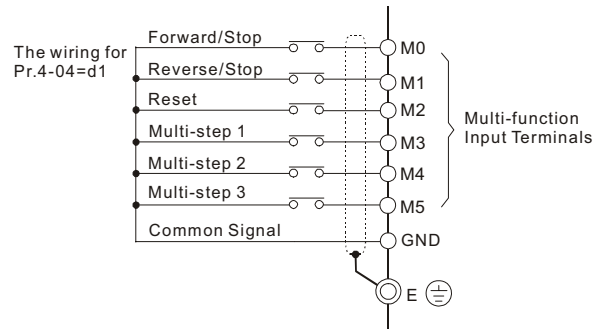 The wiring for
Pr.4-04=d1
Forward/Stop
M0
Reverse/Stop
M1
Reset
M2
Multi-step 1
M3
Multi-step 2
M4
Multi-step 3
M5
Common Signal
GND
E
Multi-function
Input Terminals